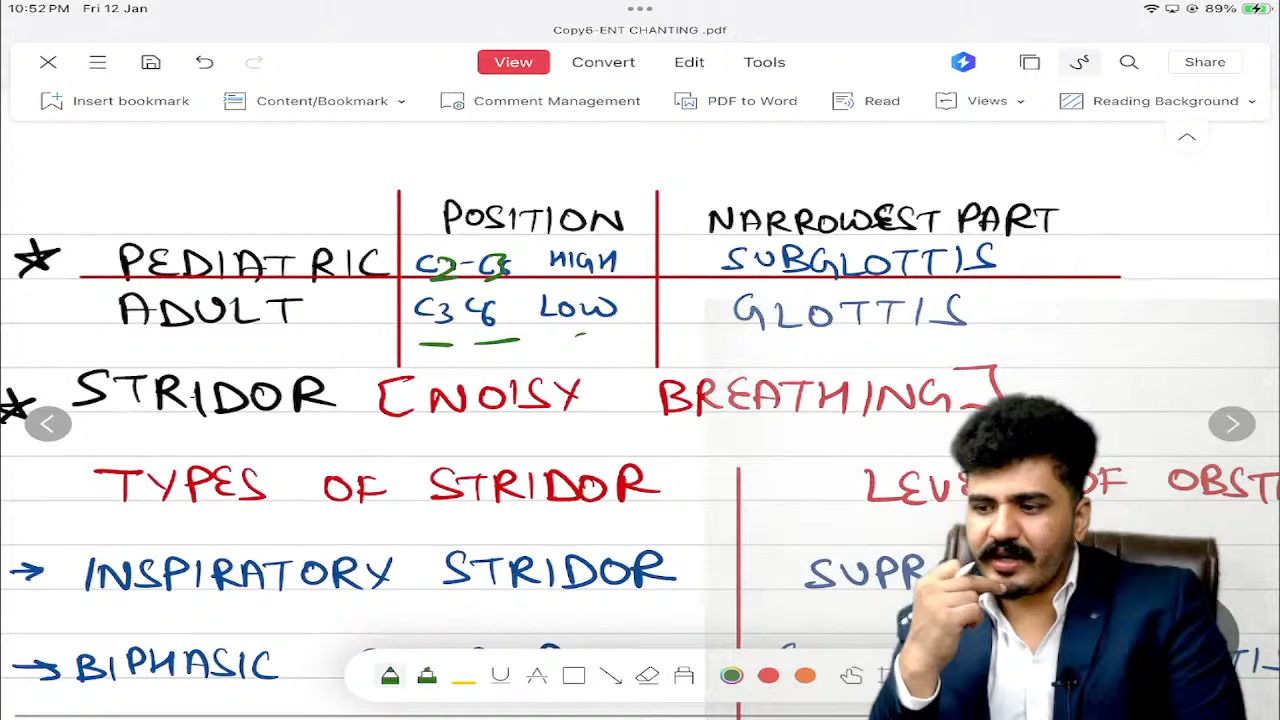 10:52 PM Fri 12 Jan 89%
Copy6-ENT CHANTING .pdf
View Convert Edit Tools Share
Insert bookmark Content/Bookmark Comment Management PDF to Word Read Views Reading Background
POSITION NARROWEST PART
PEDIATRIC HIGH SUBGLOTTIS
ADULT C3 C6 LOW GLOTTIS
STRIDOR [NOISY BREATHING]
TYPES OF STRIDOR OF
→ INSPIRATORY STRIDOR
→ BIPHASIC